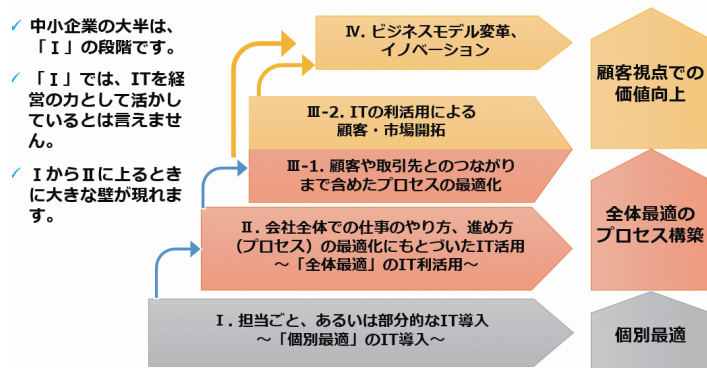 ✓ 中小企業の大半は、
「Ⅰ」の段階です。
✓ 「Ⅰ」では、ITを経
営の力として活かし
ているとは言えませ
ん。
✓ ⅠからⅡに上るとき
に大きな壁が現れま
す。
Ⅳ. ビジネスモデル変革、
イノベーション
Ⅲ-2. ITの利活用による
顧客・市場開拓
Ⅲ-1. 顧客や取引先とのつながり
まで含めたプロセスの最適化
Ⅱ. 会社全体での仕事のやり方、進め方
(プロセス)の最適化にもとづいたIT活用
～「全体最適」のIT利活用～
Ⅰ. 担当ごと、あるいは部分的なIT導入
～「個別最適」のIT導入～
顧客視点での
価値向上
全体最適の
プロセス構築
個別最適